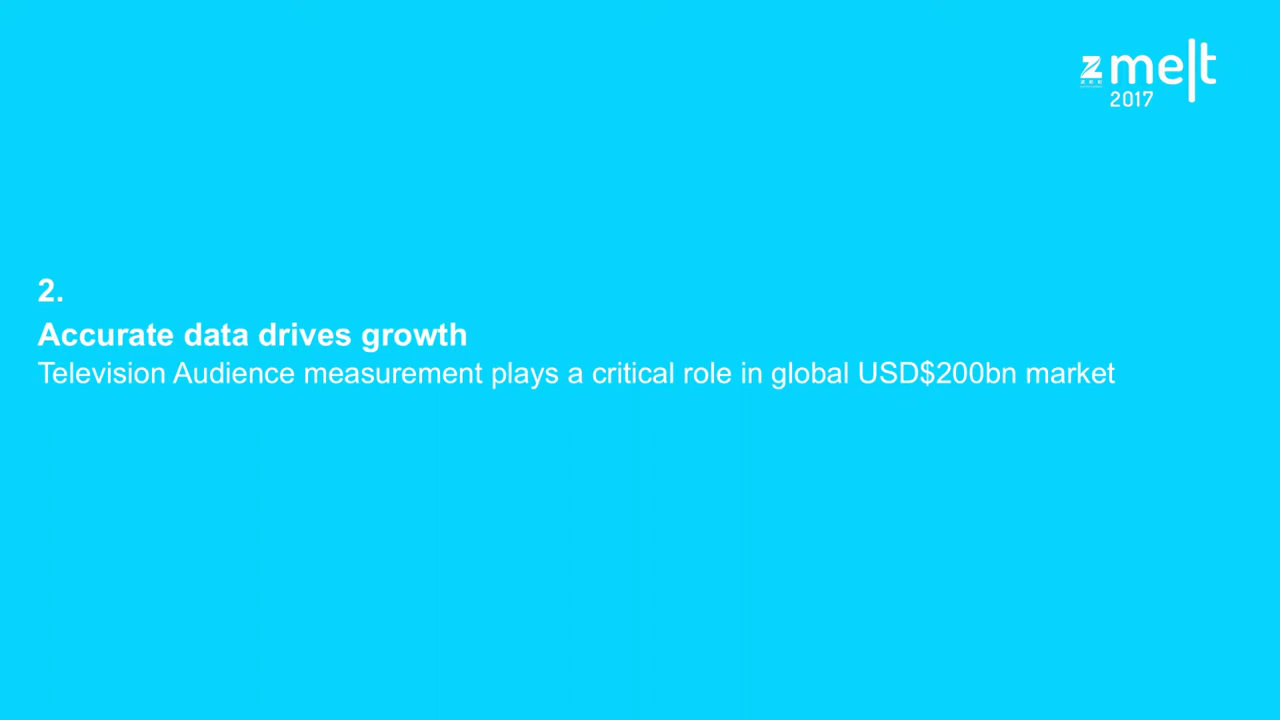 z melt
2017
2.
Accurate data drives growth
Television Audience measurement plays a critical role in global USD$200bn market